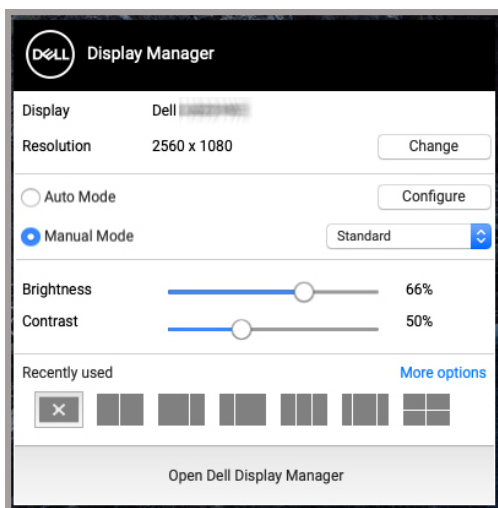 DELL Display Manager
Display Dell
Resolution 2560 x 1080 Change
Auto Mode Configure
Manual Mode Standard
Brightness 66%
Contrast 50%
Recently used More options
Open Dell Display Manager